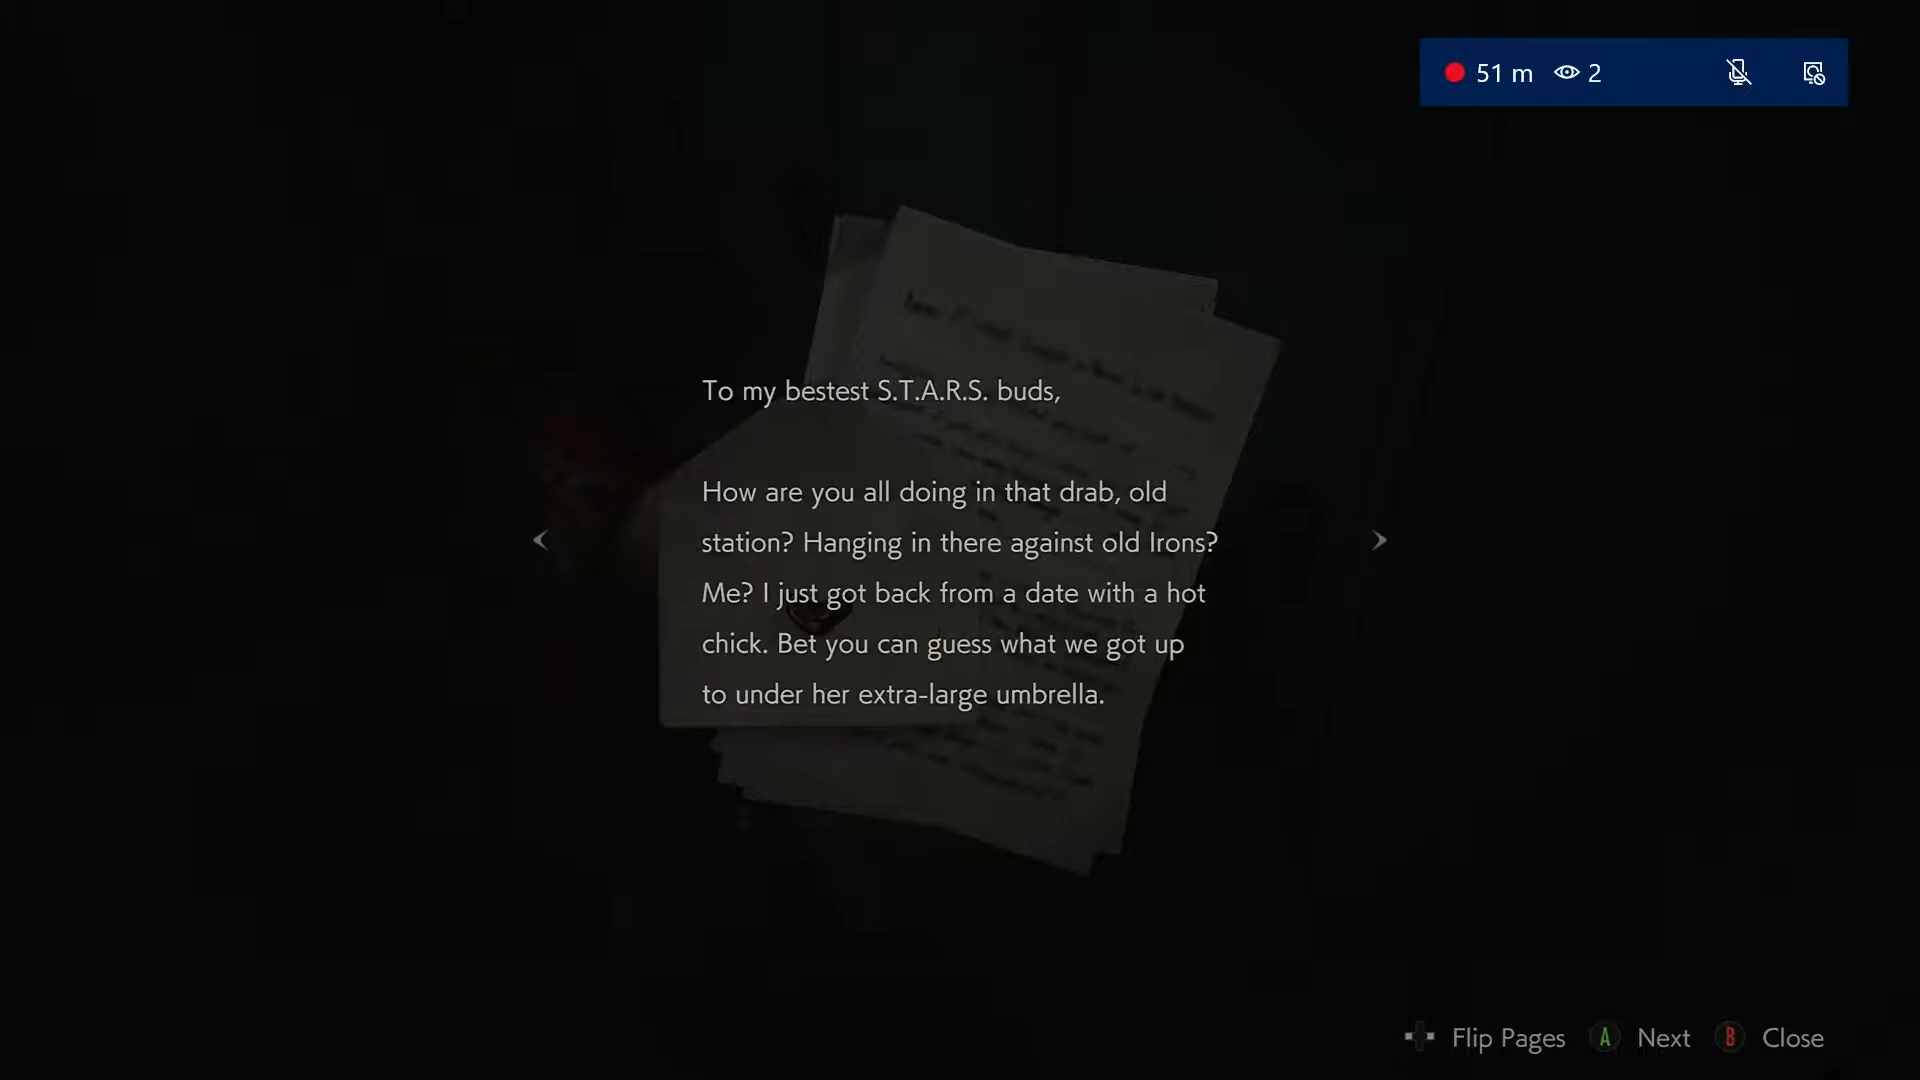 51 m 2
To my bestest S.T.A.R.S. buds,
How are you all doing in that drab, old
station? Hanging in there against old Irons?
Me? I just got back from a date with a hot
chick. Bet you can guess what we got up
to under her extra-large umbrella.
Flip Pages A Next B Close